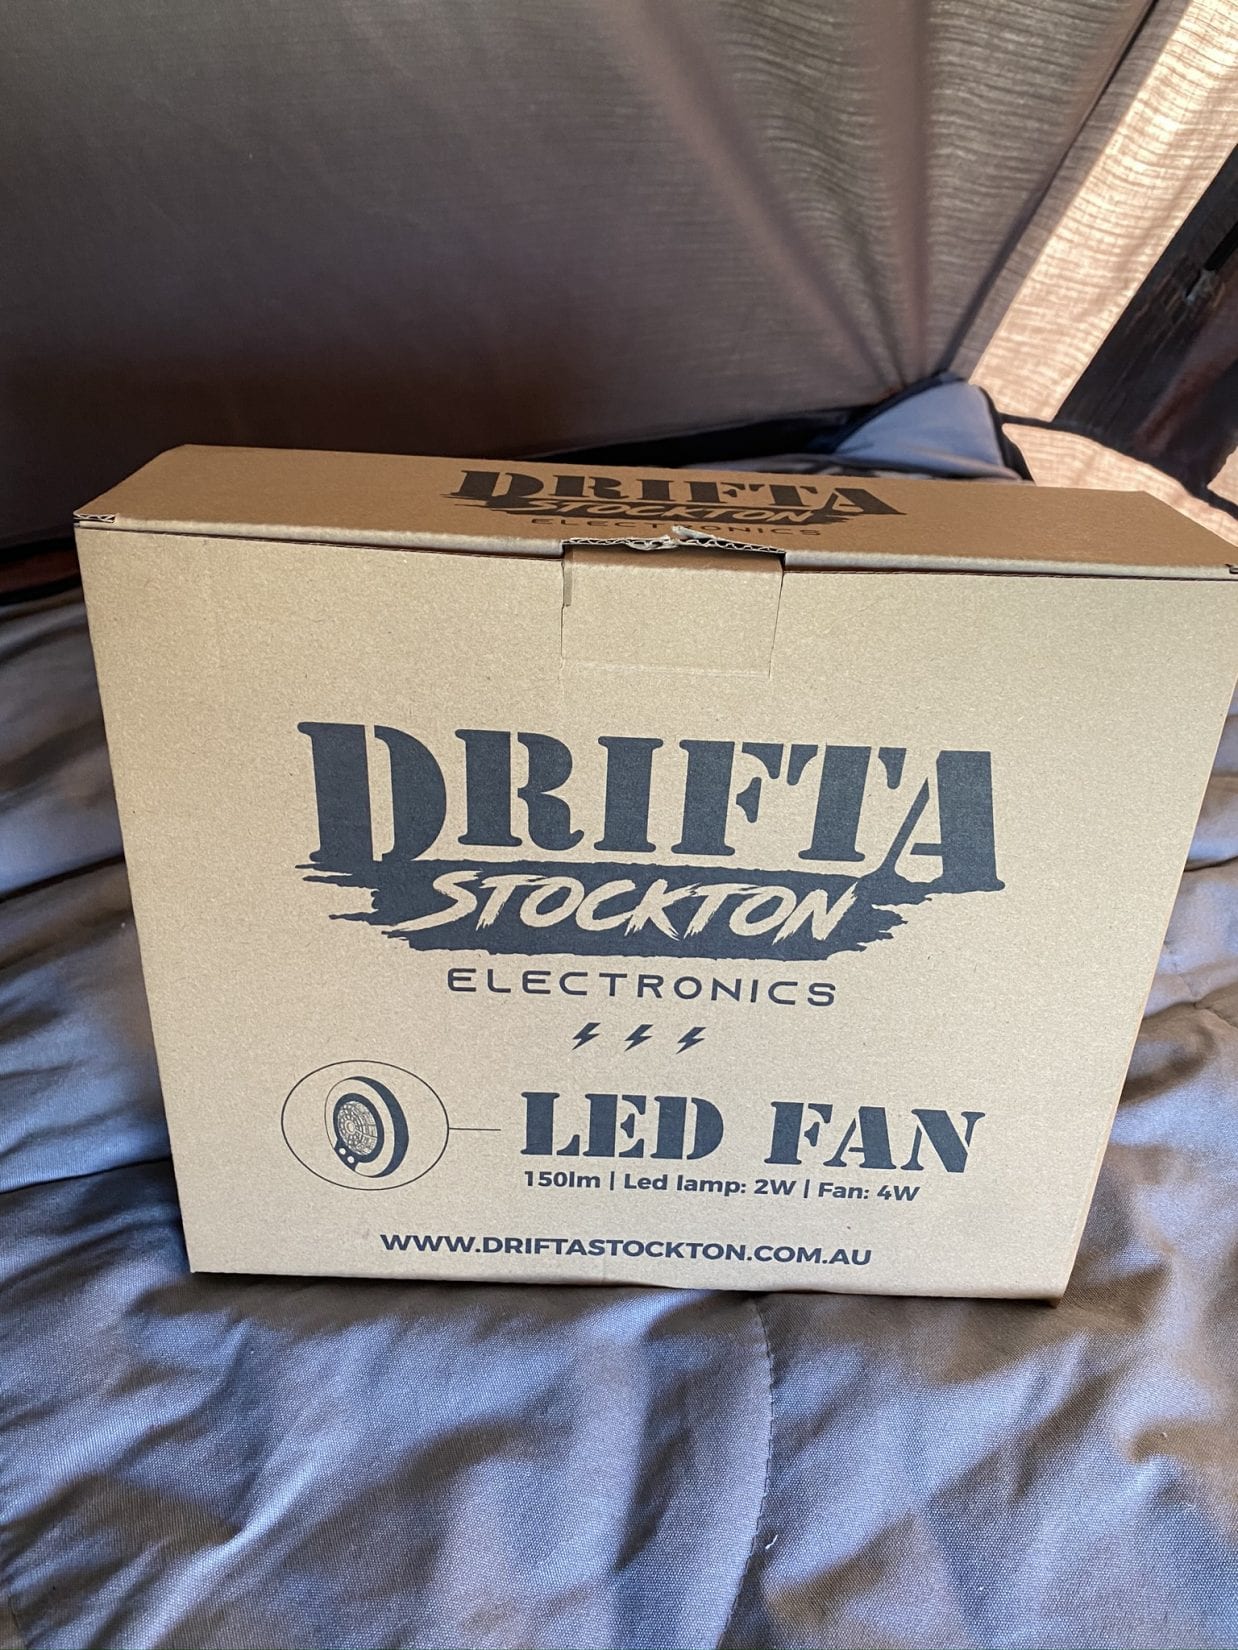 DRIFTA
STOCKTON
ELECTRONICS
DRIFTA
STOCKTON
ELECTRONICS
LED FAN
150lm | Led lamp: 2W | Fan: 4W
WWW.DRIFTASTOCKTON.COM.AU